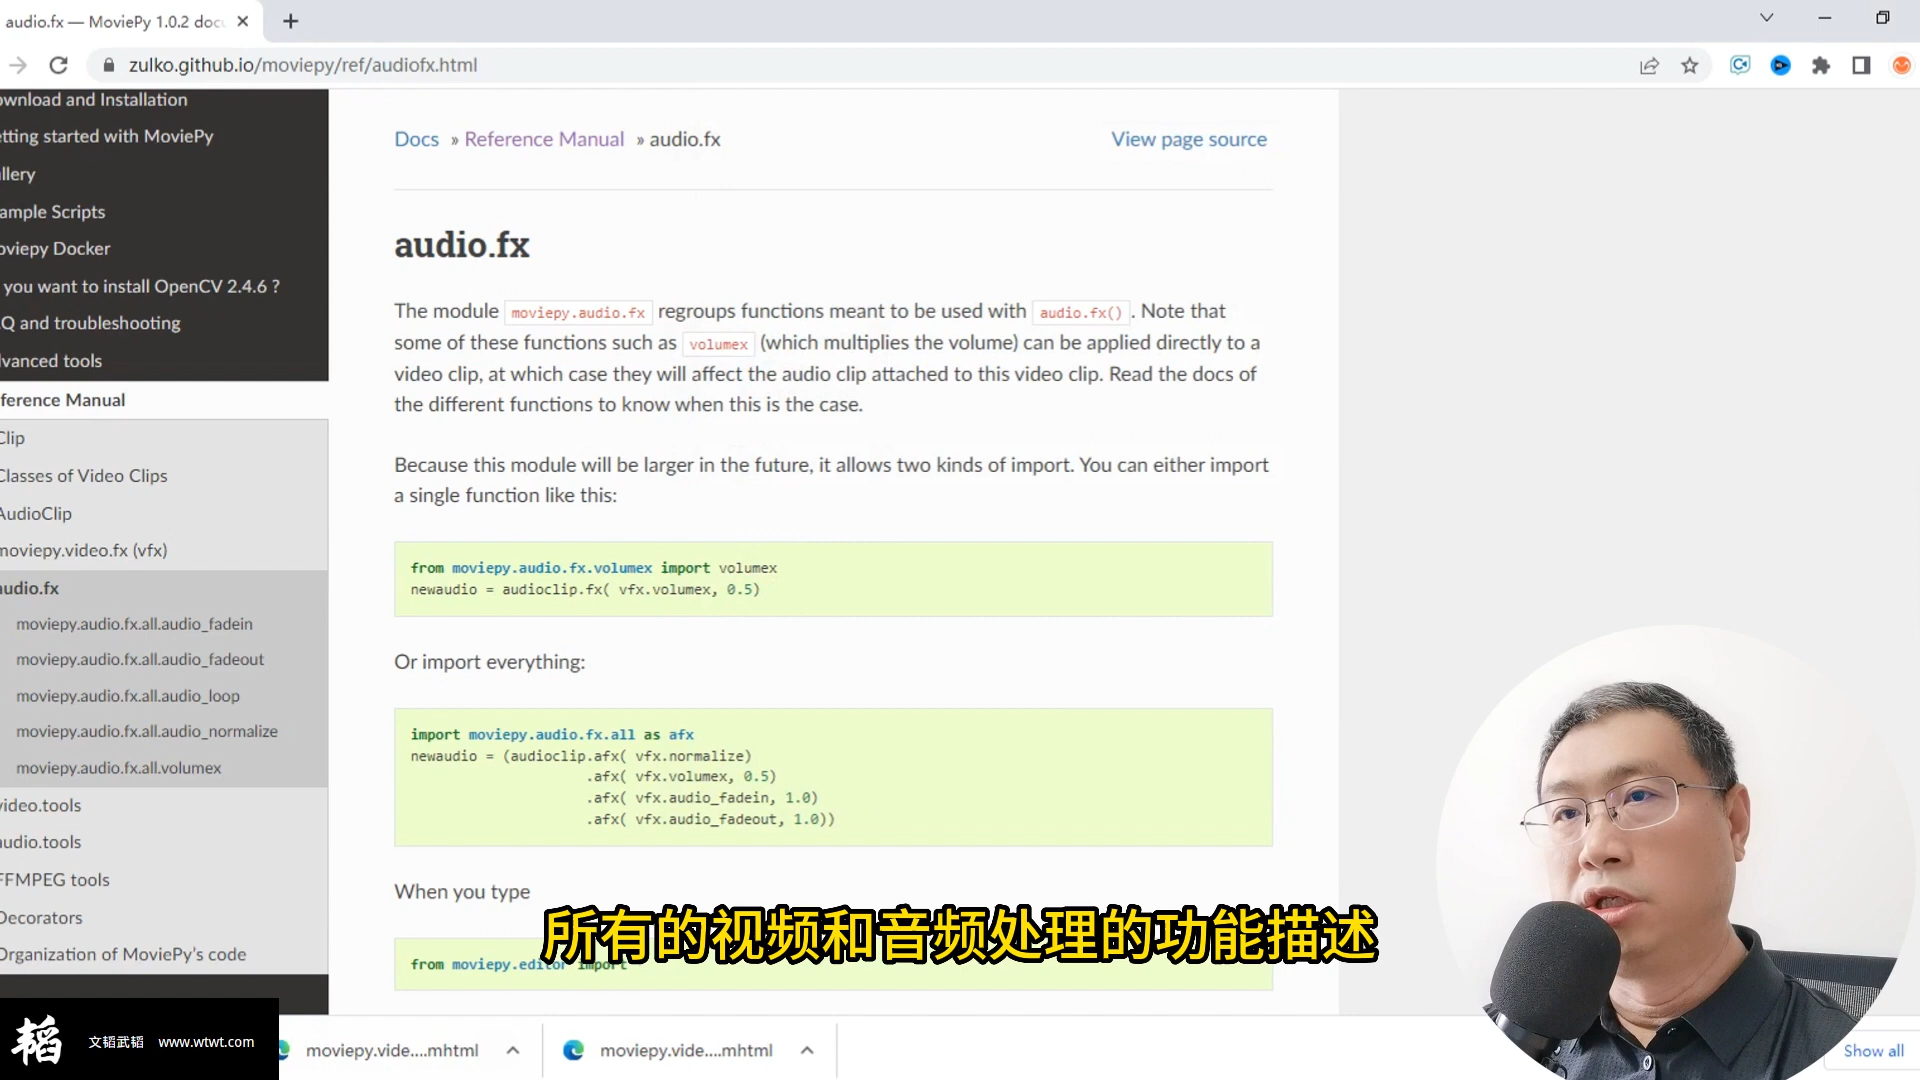 audio.fx — MoviePy 1.0.2 docu
zulko.github.io/moviepy/ref/audiofx.html
ownload and Installation
etting started with MoviePy
llery
ample Scripts
oviepy Docker
you want to install OpenCV 2.4.6 ?
Q and troubleshooting
vanced tools
ference Manual
Clip
Classes of Video Clips
AudioClip
moviepy.video.fx (vfx)
audio.fx
moviepy.audio.fx.all.audio_fadein
moviepy.audio.fx.all.audio_fadeout
moviepy.audio.fx.all.audio_loop
moviepy.audio.fx.all.audio_normalize
moviepy.audio.fx.all.volumex
video.tools
audio.tools
FFMPEG tools
Decorators
Organization of MoviePy's code
Docs » Reference Manual » audio.fx
View page source
audio.fx
The module moviepy.audio.fx regroups functions meant to be used with audio.fx(). Note that
some of these functions such as volumex (which multiplies the volume) can be applied directly to a
video clip, at which case they will affect the audio clip attached to this video clip. Read the docs of
the different functions to know when this is the case.
Because this module will be larger in the future, it allows two kinds of import. You can either import
a single function like this:
from moviepy.audio.fx.volumex import volumex
newaudio = audioclip.fx( vfx.volumex, 0.5)
Or import everything:
import moviepy.audio.fx.all as afx
newaudio = (audioclip.afx( vfx.normalize)
.afx( vfx.volumex, 0.5)
.afx( vfx.audio_fadein, 1.0)
.afx( vfx.audio_fadeout, 1.0))
When you type
from moviepy.editor import
所有的视频和音频处理的功能描述
韬 文韬武韬 www.wtwt.com
moviepy.vide....mhtml
moviepy.vide....mhtml
Show all